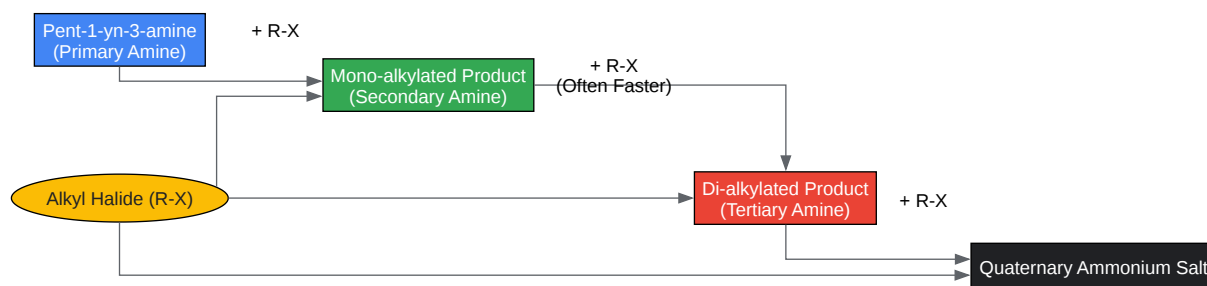 Pent-1-yn-3-amine
(Primary Amine)
+ R-X
Mono-alkylated Product
(Secondary Amine)
+ R-X
(Often Faster)
Alkyl Halide (R-X)
Di-alkylated Product
(Tertiary Amine)
+ R-X
Quaternary Ammonium Salt